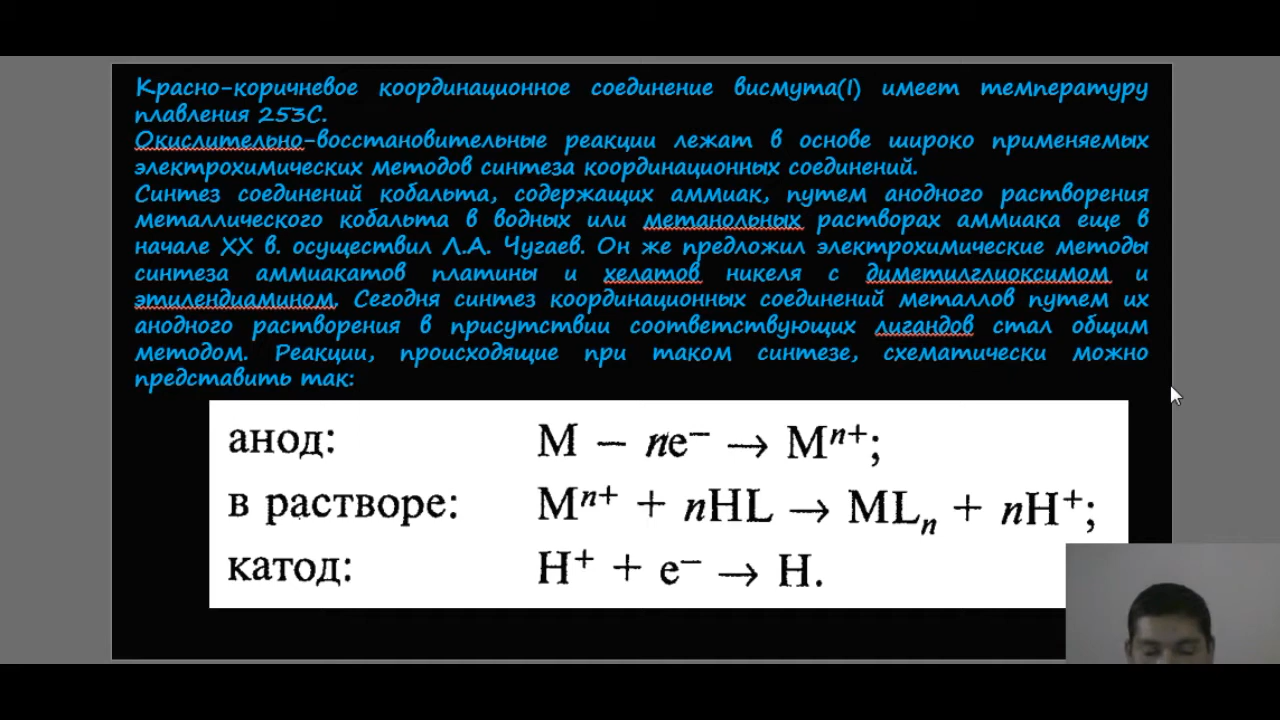 Красно-коричневое координационное соединение висмута(I) имеет температуру
плавления 253С.
Окислительно-восстановительные реакции лежат в основе широко применяемых
электрохимических методов синтеза координационных соединений.
Синтез соединений кобальта, содержащих аммиак, путем анодного растворения
металлического кобальта в водных или метанольных растворах аммиака еще в
начале XX в. осуществил Л.А. Чугаев. Он же предложил электрохимические методы
синтеза аммиакатов платины и хелатов никеля с диметилглиоксимом и
этилендиамином. Сегодня синтез координационных соединений металлов путем их
анодного растворения в присутствии соответствующих лигандов стал общим
методом. Реакции, происходящие при таком синтезе, схематически можно
представить так:
анод: M − ne⁻ → Mⁿ⁺;
в растворе: Mⁿ⁺ + nHL → MLₙ + nH⁺;
катод: H⁺ + e⁻ → H.